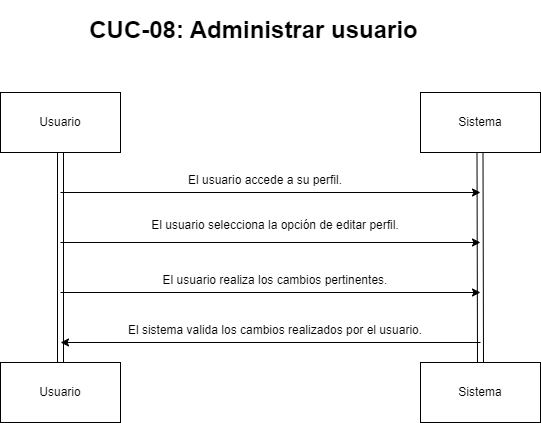 CUC-08: Administrar usuario
Usuario
Sistema
El usuario accede a su perfil.
El usuario selecciona la opción de editar perfil.
El usuario realiza los cambios pertinentes.
El sistema valida los cambios realizados por el usuario.
Usuario
Sistema